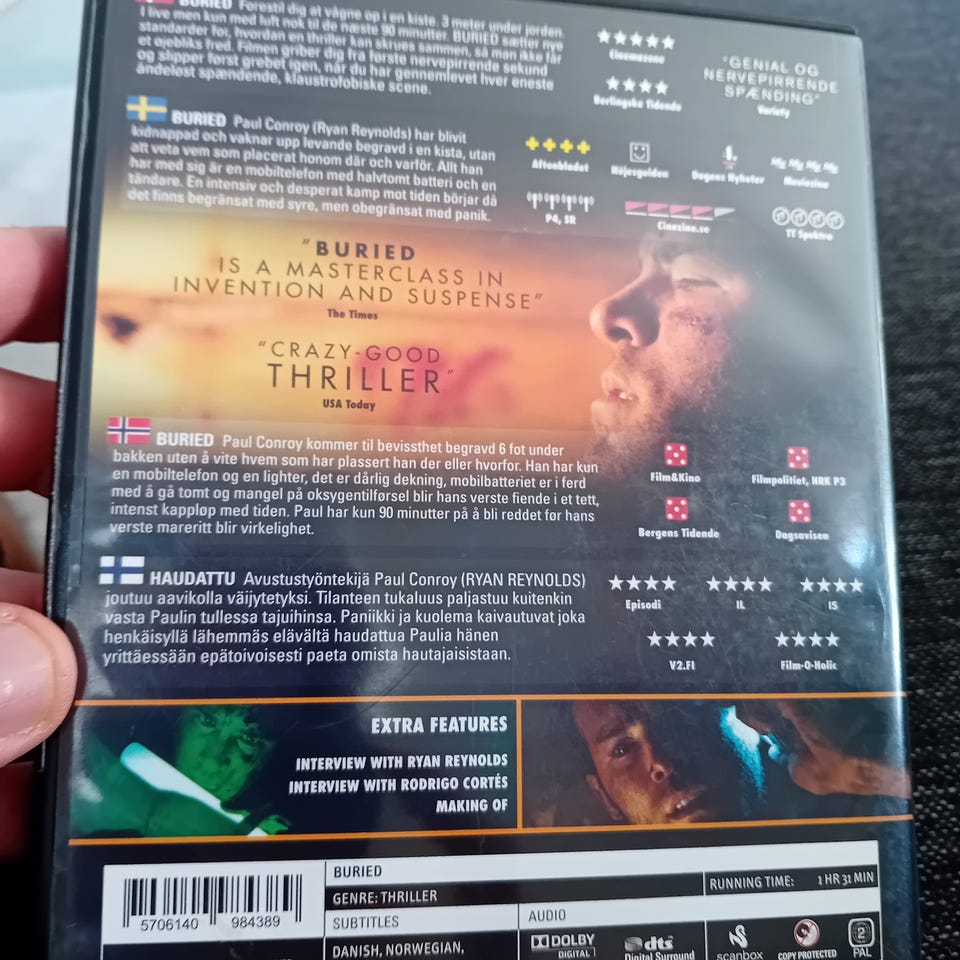 BURIED Forestil dig at vågne op i en kiste. 3 meter under jorden.
I live men kun med luft nok til de næste 90 minutter. BURIED sætter nye
standarder for, hvordan en thriller kan skrues sammen, så man ikke får
et øjebliks fred. Filmen griber dig fra første nervepirrende sekund
og slipper først grebet igen, når du har gennemlevet hver eneste
åndeløst spændende, klaustrofobiske scene.
Cinemazone
Berlingske Tidende
"GENIAL OG
NERVEPIRRENDE
SPÆNDING"
Variety
BURIED Paul Conroy (Ryan Reynolds) har blivit
kidnappad och vaknar upp levande begravd i en kista, utan
att veta vem som placerat honom där och varför. Allt han
har med sig är en mobiltelefon med halvtomt batteri och en
tändare. En intensiv och desperat kamp mot tiden börjar då
det finns begränsat med syre, men obegränsat med panik.
Aftonbladet
Nöjesguiden
Dagens Nyheter
Mz Mz Mz Mz
Moviezine
P4, SR
Cinezine.se
TT Spektra
"BURIED
IS A MASTERCLASS IN
INVENTION AND SUSPENSE"
The Times
"CRAZY-GOOD
THRILLER"
USA Today
BURIED Paul Conroy kommer til bevissthet begravd 6 fot under
bakken uten å vite hvem som har plassert han der eller hvorfor. Han har kun
en mobiltelefon og en lighter, det er dårlig dekning, mobilbatteriet er i ferd
med å gå tomt og mangel på oksygentilførsel blir hans verste fiende i et tett,
intenst kappløp med tiden. Paul har kun 90 minutter på å bli reddet før hans
verste mareritt blir virkelighet.
Film&Kino
Filmpolitiet, NRK P3
Bergens Tidende
Dagsavisen
HAUDATTU Avustustyöntekijä Paul Conroy (RYAN REYNOLDS)
joutuu aavikolla väijytetyksi. Tilanteen tukaluus paljastuu kuitenkin
vasta Paulin tullessa tajuihinsa. Paniikki ja kuolema kaivautuvat joka
henkäisyllä lähemmäs elävältä haudattua Paulia hänen
yrittäessään epätoivoisesti paeta omista hautajaisistaan.
Episodi
IL
IS
V2.FI
Film-O-Holic
EXTRA FEATURES
INTERVIEW WITH RYAN REYNOLDS
INTERVIEW WITH RODRIGO CORTÉS
MAKING OF
5706140 984389
BURIED
GENRE: THRILLER
RUNNING TIME: 1 HR 31 MIN
SUBTITLES
DANISH, NORWEGIAN,
AUDIO
DOLBY
DIGITAL
dts
Digital Surround
scanbox
COPY PROTECTED
2
PAL